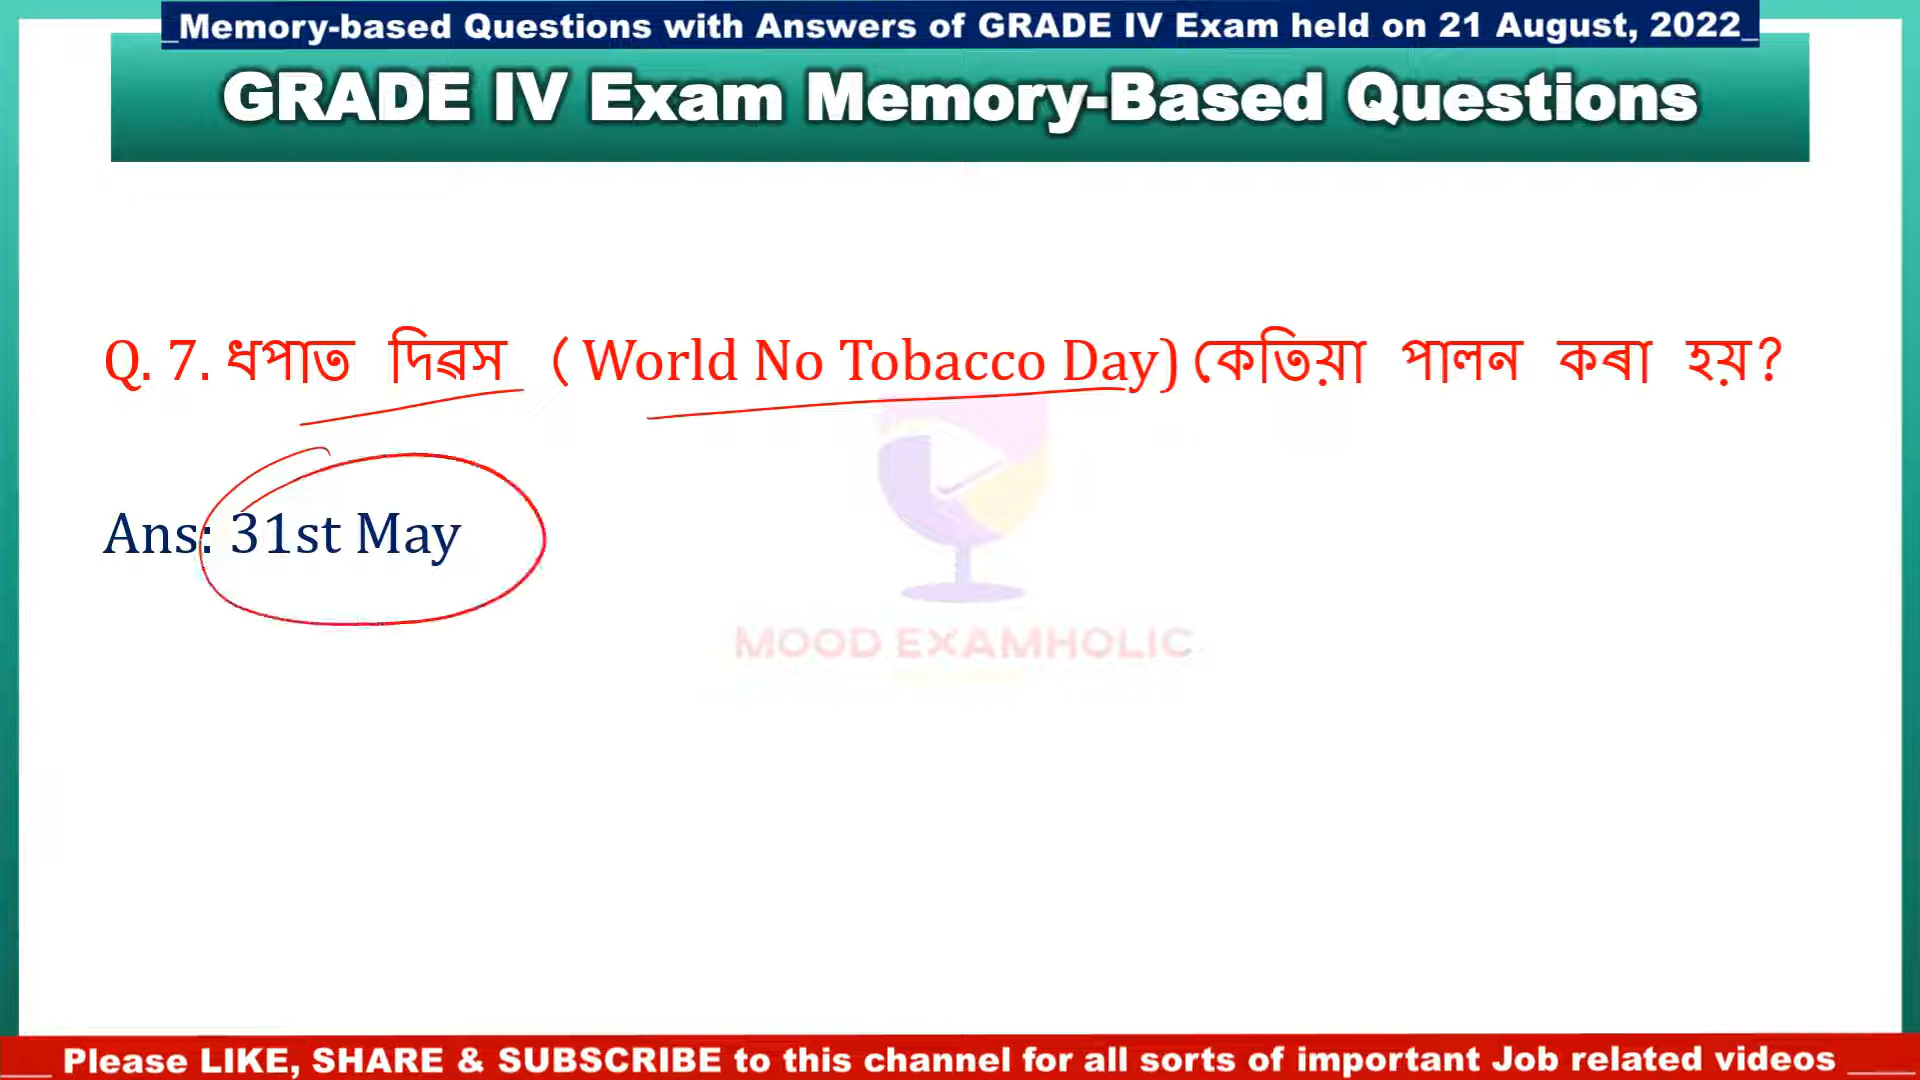 _Memory-based Questions with Answers of GRADE IV Exam held on 21 August, 2022_
GRADE IV Exam Memory-Based Questions
Q. 7. ধপাত দিৱস ( World No Tobacco Day) কেতিয়া পালন কৰা হয়?
Ans: 31st May
MOOD EXAMHOLIC
___ Please LIKE, SHARE & SUBSCRIBE to this channel for all sorts of important Job related videos ____